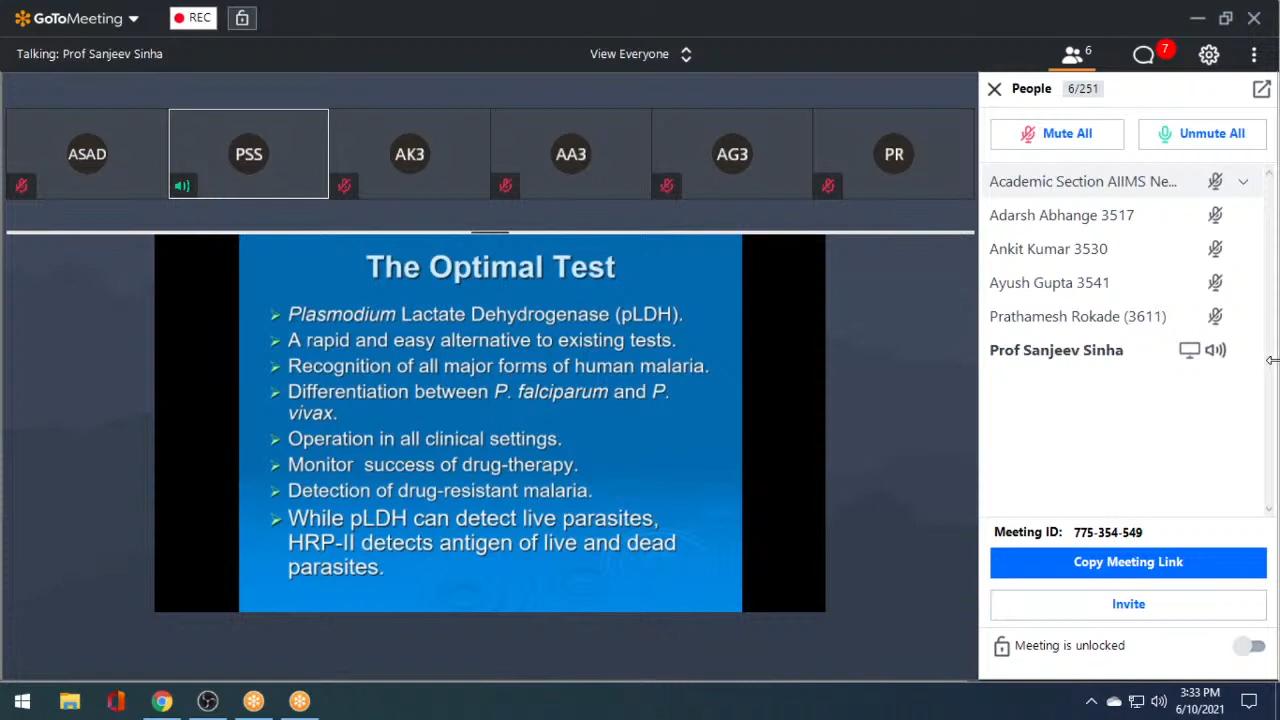 GoToMeeting
REC
Talking: Prof Sanjeev Sinha
View Everyone
6
7
ASAD
PSS
AK3
AA3
AG3
PR
The Optimal Test
Plasmodium Lactate Dehydrogenase (pLDH).
A rapid and easy alternative to existing tests.
Recognition of all major forms of human malaria.
Differentiation between P. falciparum and P.
vivax.
Operation in all clinical settings.
Monitor success of drug-therapy.
Detection of drug-resistant malaria.
While pLDH can detect live parasites,
HRP-II detects antigen of live and dead
parasites.
People 6/251
Mute All
Unmute All
Academic Section AIIMS Ne...
Adarsh Abhange 3517
Ankit Kumar 3530
Ayush Gupta 3541
Prathamesh Rokade (3611)
Prof Sanjeev Sinha
Meeting ID: 775-354-549
Copy Meeting Link
Invite
Meeting is unlocked
3:33 PM
6/10/2021